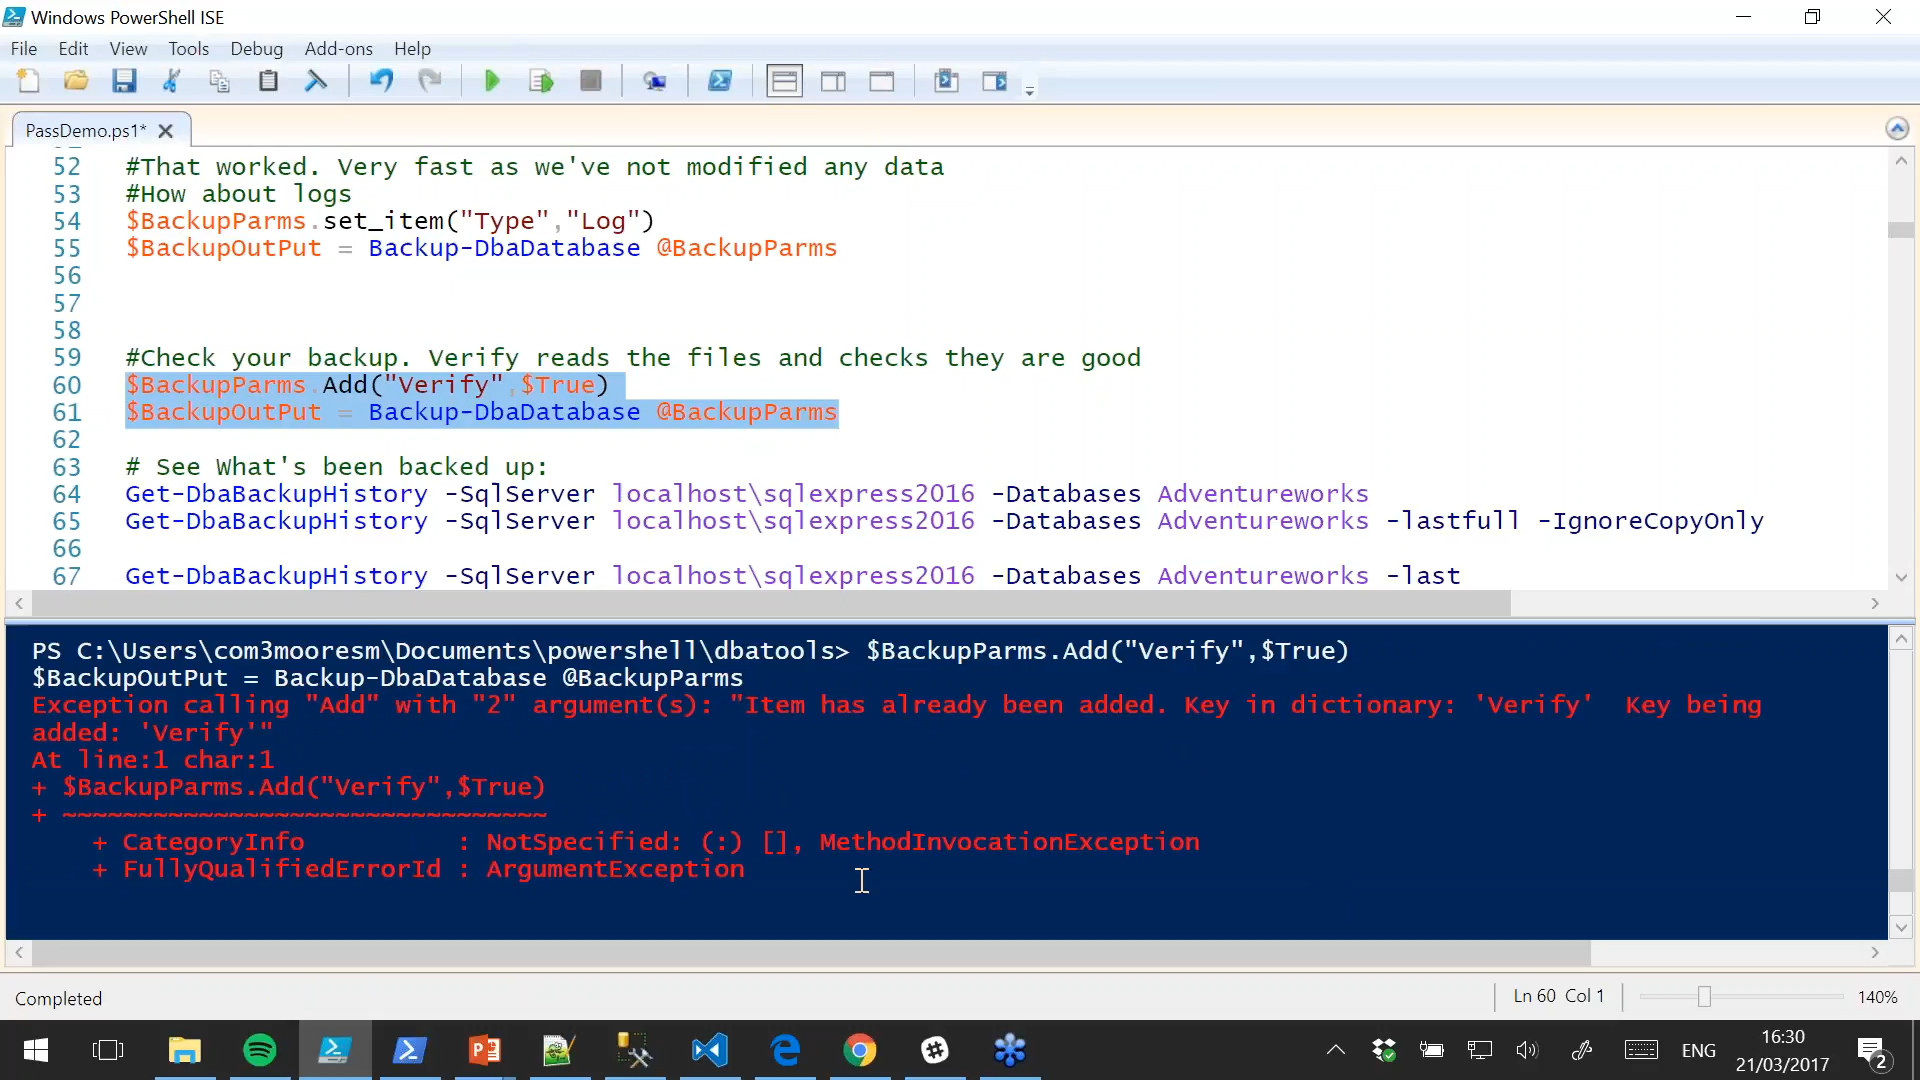 Windows PowerShell ISE
File Edit View Tools Debug Add-ons Help
PassDemo.ps1*
52 #That worked. Very fast as we've not modified any data
53 #How about logs
54 $BackupParms.set_item("Type","Log")
55 $BackupOutPut = Backup-DbaDatabase @BackupParms
56
57
58
59 #Check your backup. Verify reads the files and checks they are good
60 $BackupParms.Add("Verify",$True)
61 $BackupOutPut = Backup-DbaDatabase @BackupParms
62
63 # See What's been backed up:
64 Get-DbaBackupHistory -SqlServer localhost\sqlexpress2016 -Databases Adventureworks
65 Get-DbaBackupHistory -SqlServer localhost\sqlexpress2016 -Databases Adventureworks -lastfull -IgnoreCopyOnly
66
67 Get-DbaBackupHistory -SqlServer localhost\sqlexpress2016 -Databases Adventureworks -last
PS C:\Users\com3mooresm\Documents\powershell\dbatools> $BackupParms.Add("Verify",$True)
$BackupOutPut = Backup-DbaDatabase @BackupParms
Exception calling "Add" with "2" argument(s): "Item has already been added. Key in dictionary: 'Verify'  Key being
added: 'Verify'"
At line:1 char:1
+ $BackupParms.Add("Verify",$True)
+ ~~~~~~~~~~~~~~~~~~~~~~~~~~~~~~~~
    + CategoryInfo          : NotSpecified: (:) [], MethodInvocationException
    + FullyQualifiedErrorId : ArgumentException
Completed
Ln 60 Col 1
140%
ENG
16:30
21/03/2017
2